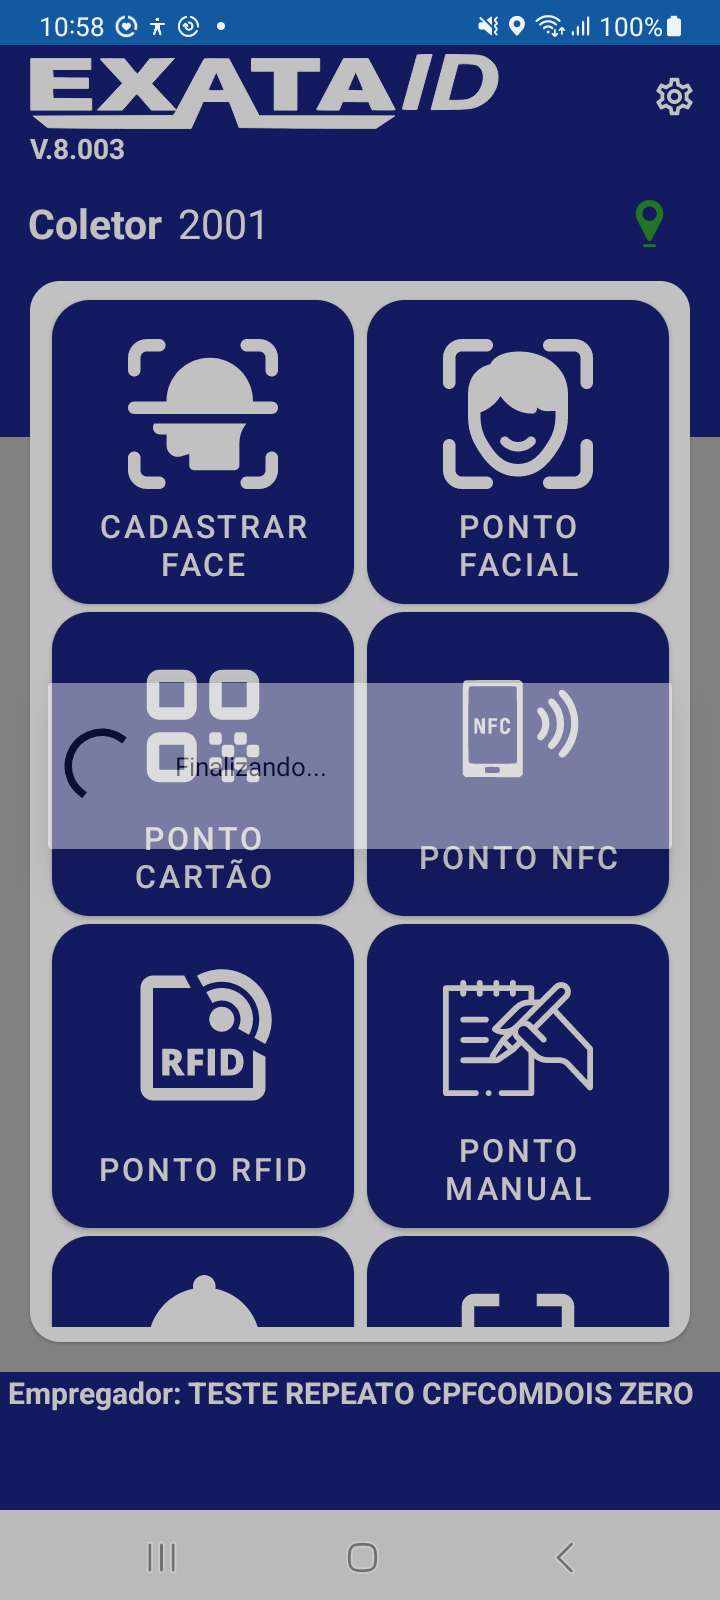 10:58 100%
EXATAID
V.8.003
Coletor 2001
CADASTRAR
FACE
PONTO
FACIAL
NFC
Finalizando...
PONTO
CARTÃO
PONTO NFC
RFID
PONTO RFID
PONTO
MANUAL
Empregador: TESTE REPEATO CPFCOMDOIS ZERO